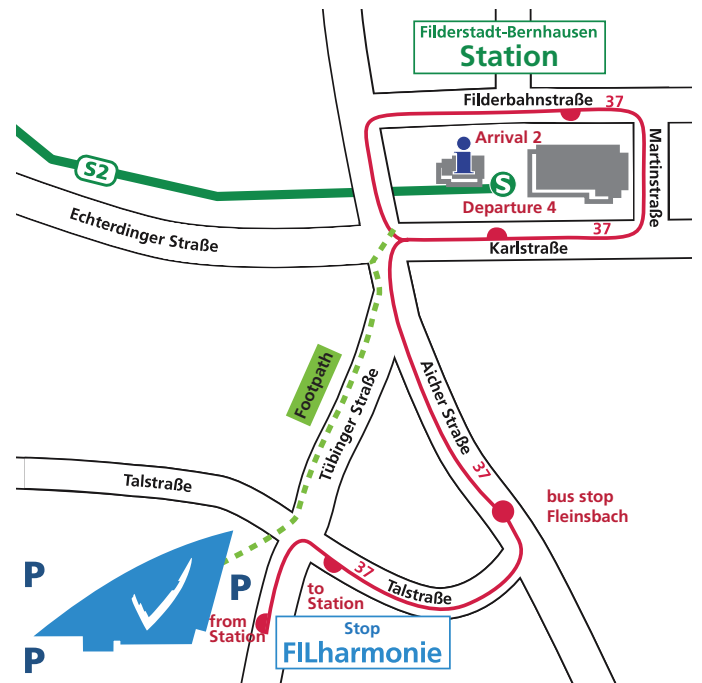 Filderstadt-Bernhausen
Station
Filderbahnstraße
37
Arrival 2
Martinstraße
S2
S
Departure 4
Echterdinger Straße
37
Karlstraße
Footpath
Tübinger Straße
Aicher Straße
37
Talstraße
bus stop
Fleinsbach
P
P
37
Talstraße
to
Station
from
Station
Stop
FILharmonie
P